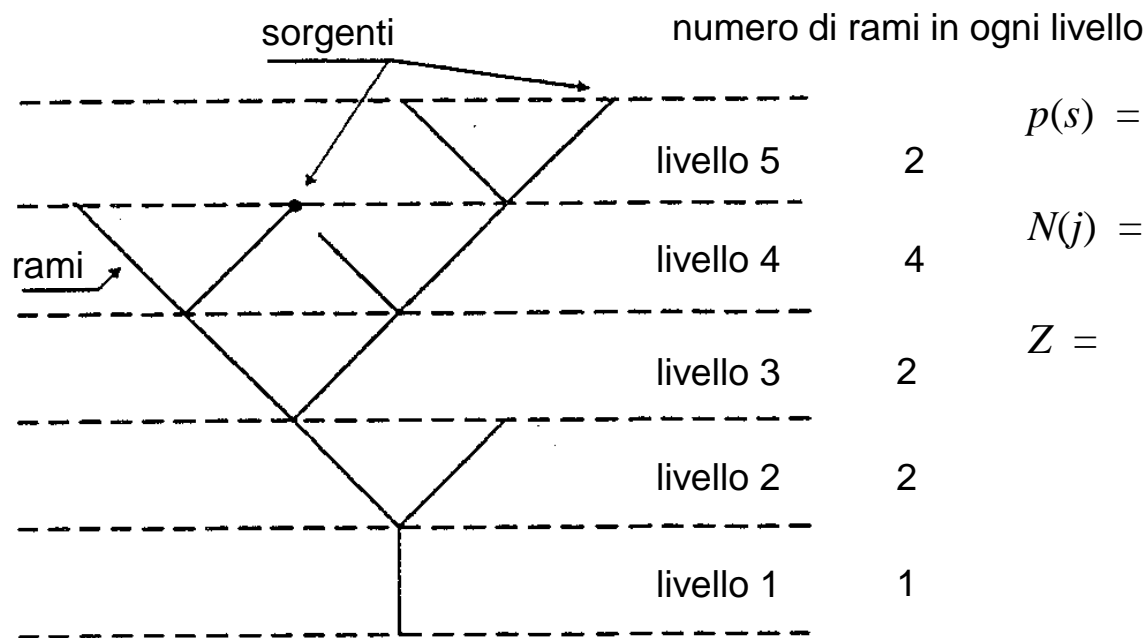 sorgenti
numero di rami in ogni livello
p(s) =
livello 5 2
N(j) =
rami
livello 4 4
Z =
livello 3 2
livello 2 2
livello 1 1